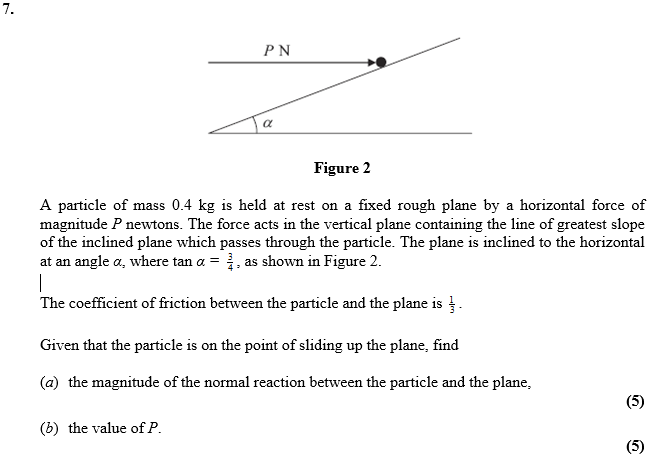 7.
P N
α
Figure 2
A particle of mass 0.4 kg is held at rest on a fixed rough plane by a horizontal force of
magnitude P newtons. The force acts in the vertical plane containing the line of greatest slope
of the inclined plane which passes through the particle. The plane is inclined to the horizontal
at an angle α, where tan α = 3/4, as shown in Figure 2.
The coefficient of friction between the particle and the plane is 1/3.
Given that the particle is on the point of sliding up the plane, find
(a) the magnitude of the normal reaction between the particle and the plane,
(5)
(b) the value of P.
(5)